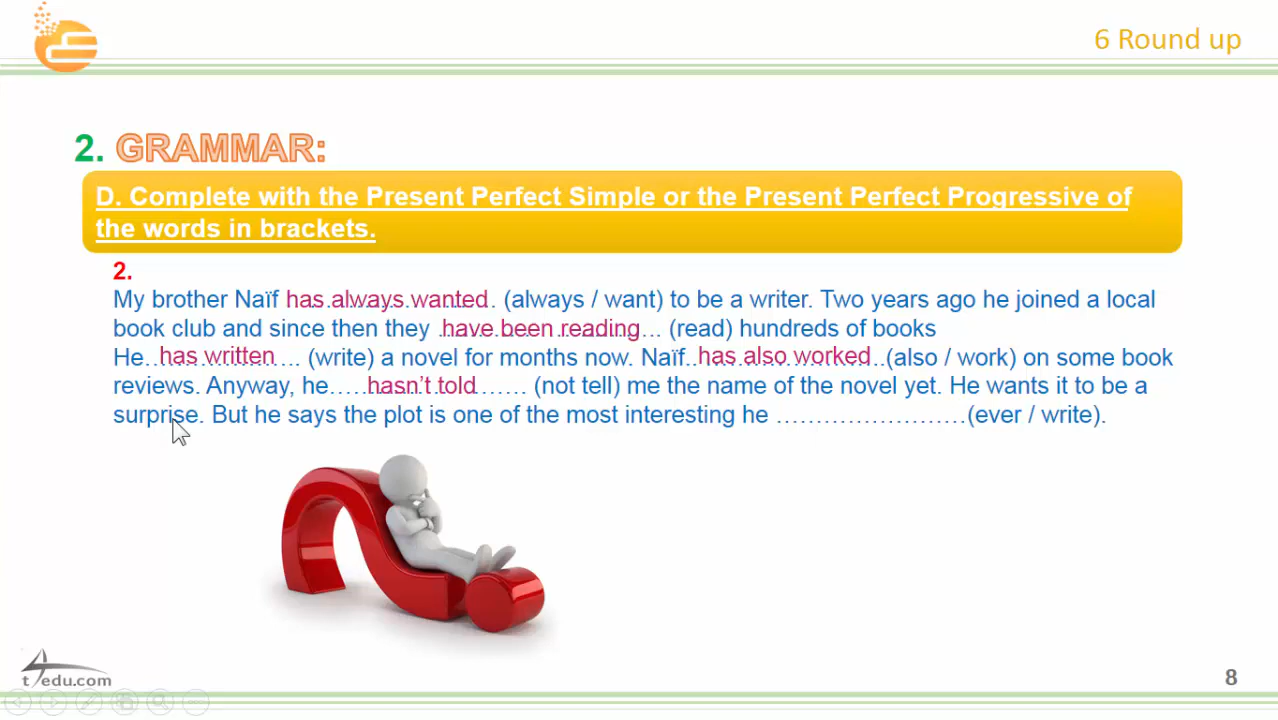 6 Round up
2. GRAMMAR:
D. Complete with the Present Perfect Simple or the Present Perfect Progressive of
the words in brackets.
2.
My brother Naïf has always wanted. (always / want) to be a writer. Two years ago he joined a local
book club and since then they .have been reading... (read) hundreds of books
He..has written.... (write) a novel for months now. Naïf..has also worked..(also / work) on some book
reviews. Anyway, he.....hasn't told...... (not tell) me the name of the novel yet. He wants it to be a
surprise. But he says the plot is one of the most interesting he ……………………(ever / write).
t4edu.com
8